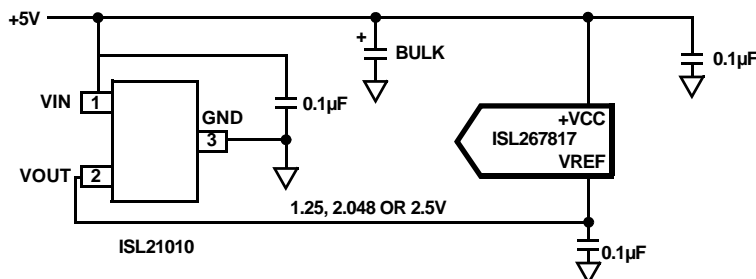 +5V
+
BULK
0.1µF
VIN
1
GND
3
0.1µF
+VCC
ISL267817
VREF
VOUT
2
1.25, 2.048 OR 2.5V
ISL21010
0.1µF